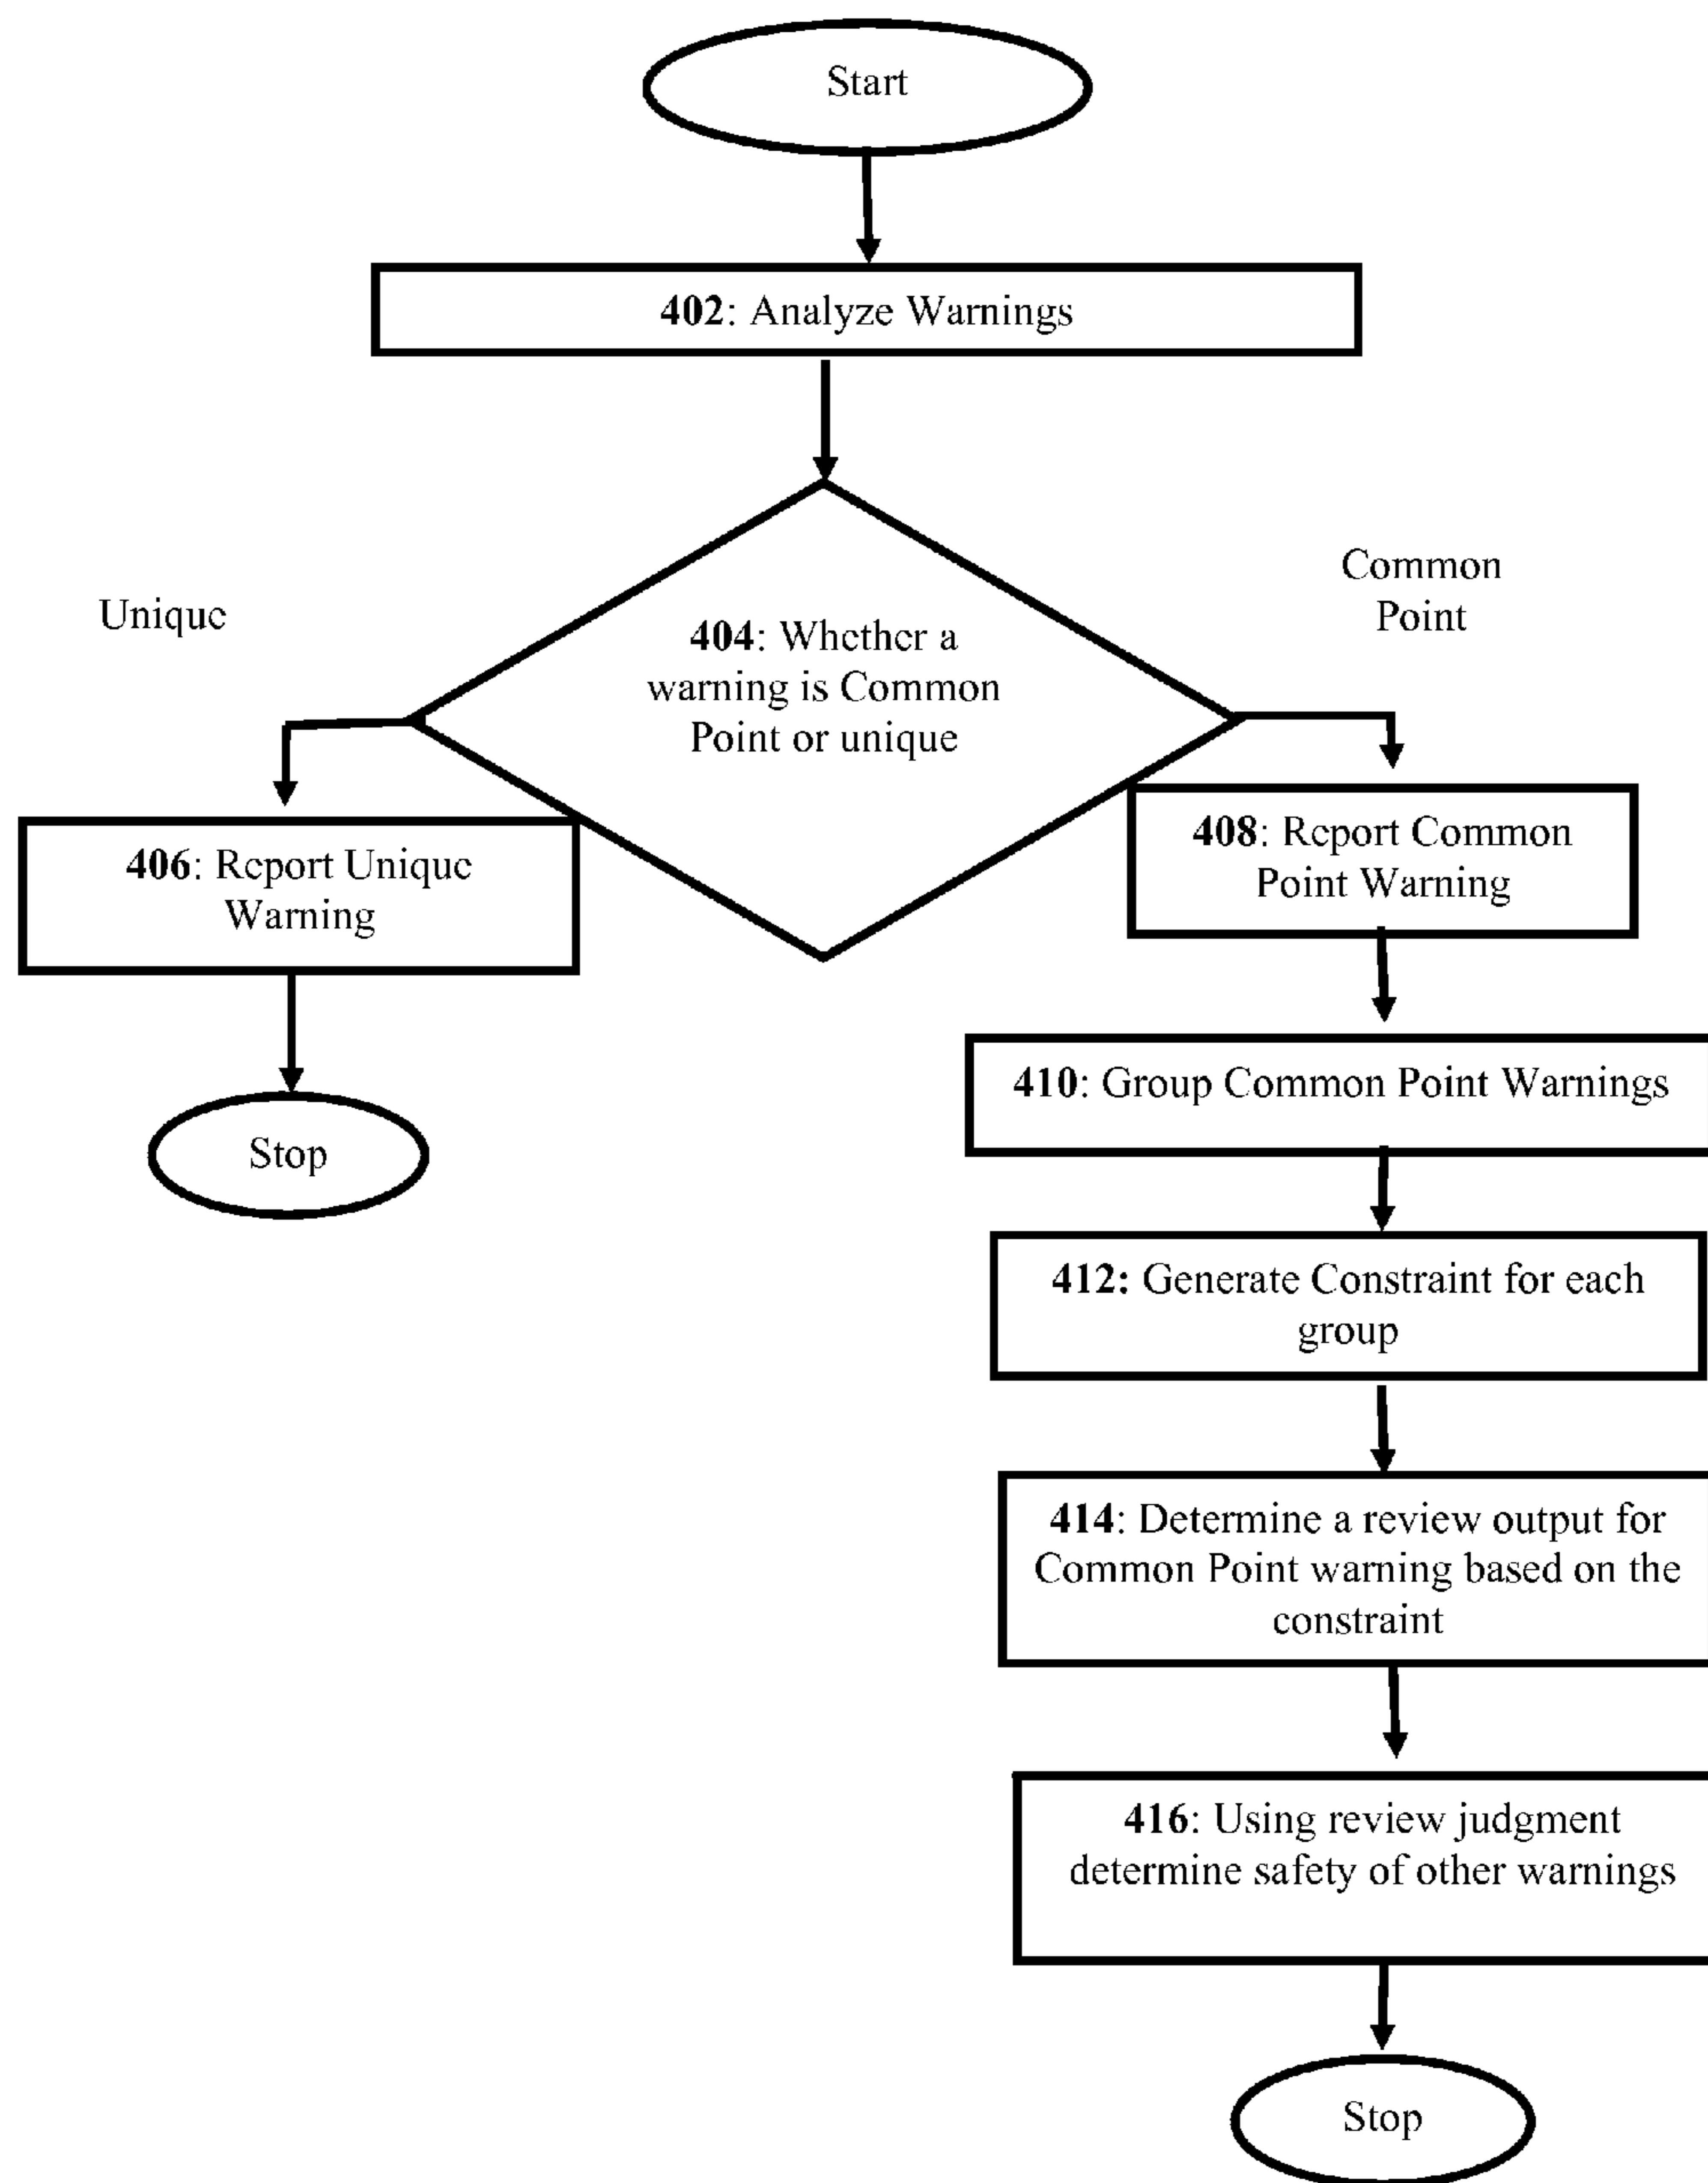 Start
402: Analyze Warnings
Unique
Common
Point
404: Whether a
warning is Common
Point or unique
406: Report Unique
Warning
408: Report Common
Point Warning
410: Group Common Point Warnings
Stop
412: Generate Constraint for each
group
414: Determine a review output for
Common Point warning based on the
constraint
416: Using review judgment
determine safety of other warnings
Stop